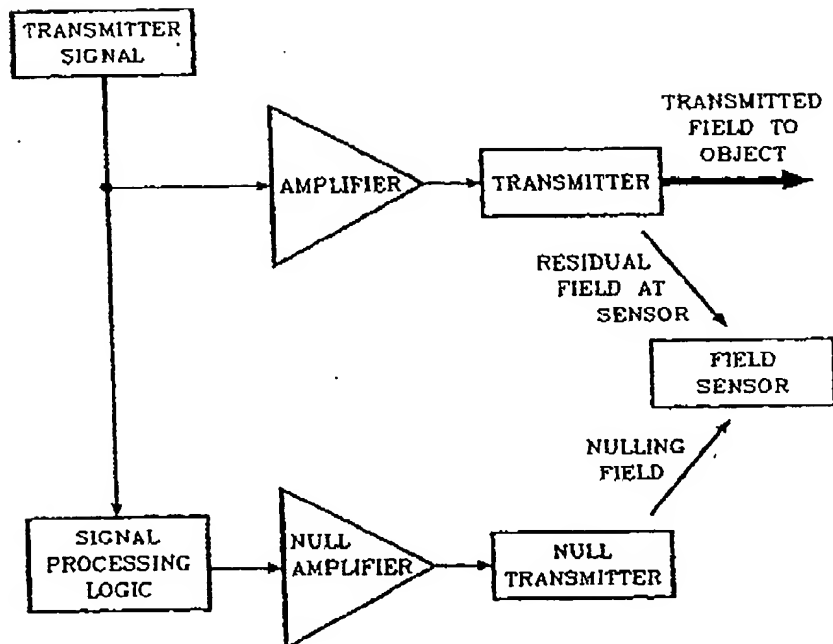 TRANSMITTER
SIGNAL
TRANSMITTED
FIELD TO
OBJECT
AMPLIFIER
TRANSMITTER
RESIDUAL
FIELD AT
SENSOR
FIELD
SENSOR
NULLING
FIELD
SIGNAL
PROCESSING
LOGIC
NULL
AMPLIFIER
NULL
TRANSMITTER